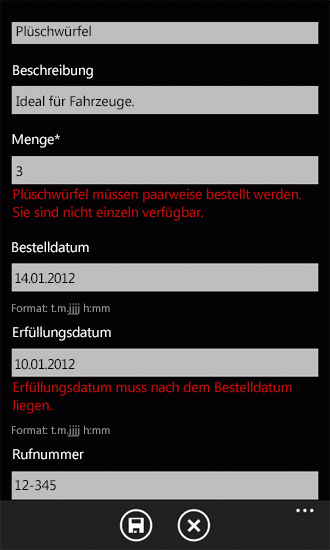 Plüschwürfel
Beschreibung
Ideal für Fahrzeuge.
Menge*
3
Plüschwürfel müssen paarweise bestellt werden.
Sie sind nicht einzeln verfügbar.
Bestelldatum
14.01.2012
Format: t.m.jjjj h:mm
Erfüllungsdatum
10.01.2012
Erfüllungsdatum muss nach dem Bestelldatum
liegen.
Format: t.m.jjjj h:mm
Rufnummer
12-345